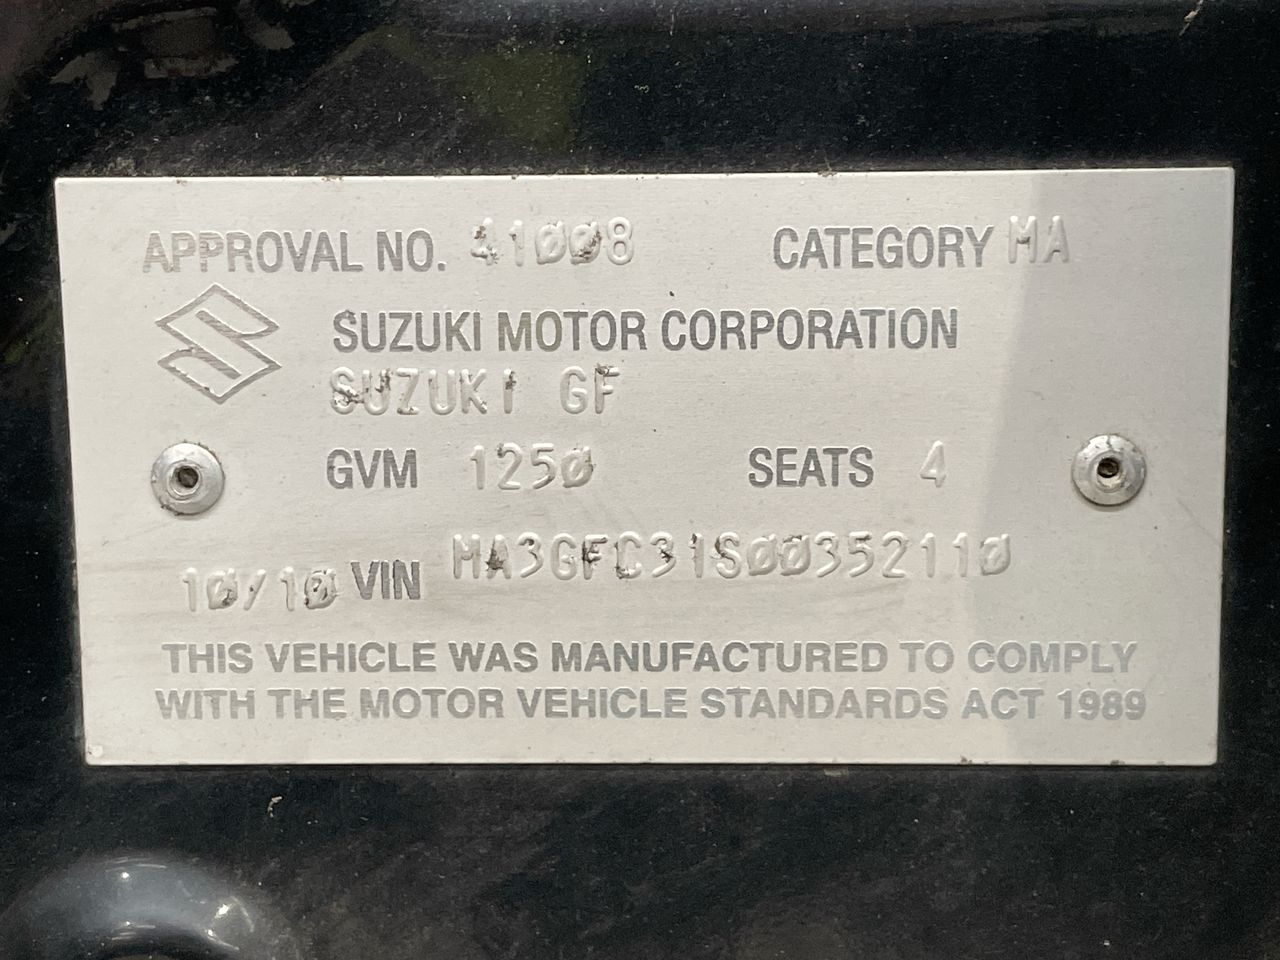 APPROVAL NO. 41008 CATEGORY MA
SUZUKI MOTOR CORPORATION
SUZUKI GF
GVM 1250 SEATS 4
10/10 VIN MA3GFC31S00352110
THIS VEHICLE WAS MANUFACTURED TO COMPLY
WITH THE MOTOR VEHICLE STANDARDS ACT 1989